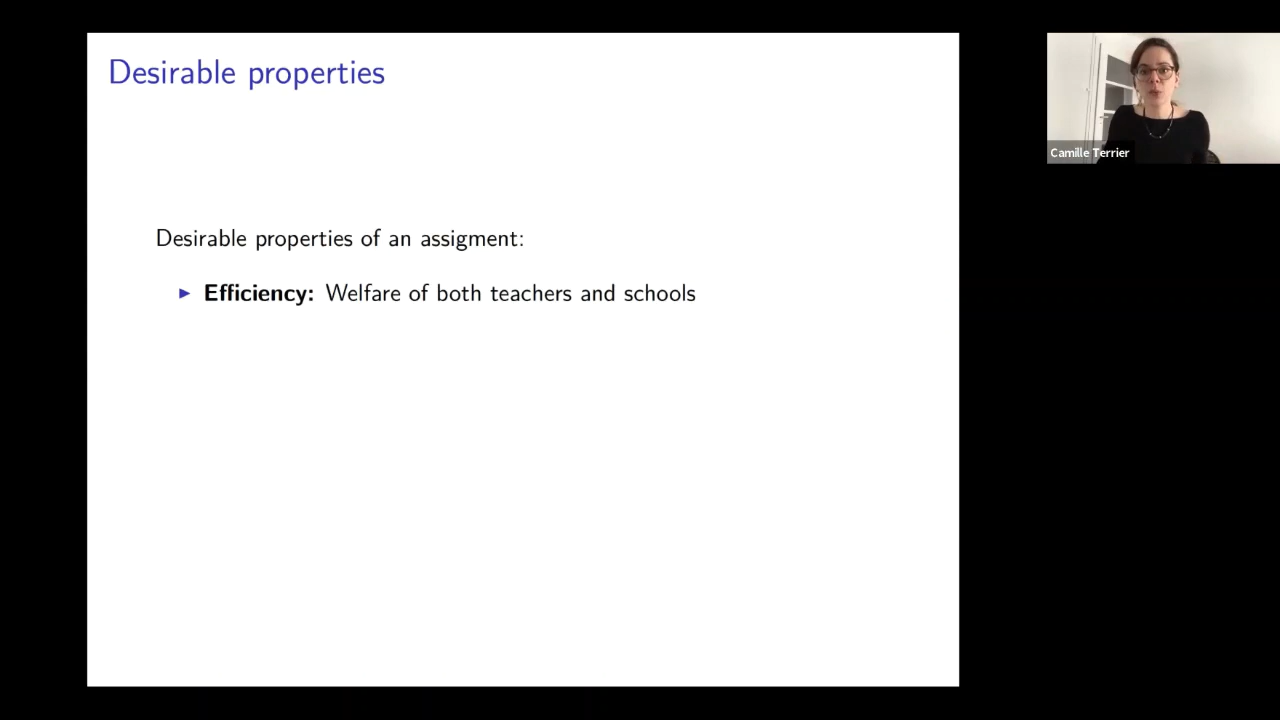 Desirable properties
Desirable properties of an assigment:
▶ Efficiency: Welfare of both teachers and schools
Camille Terrier